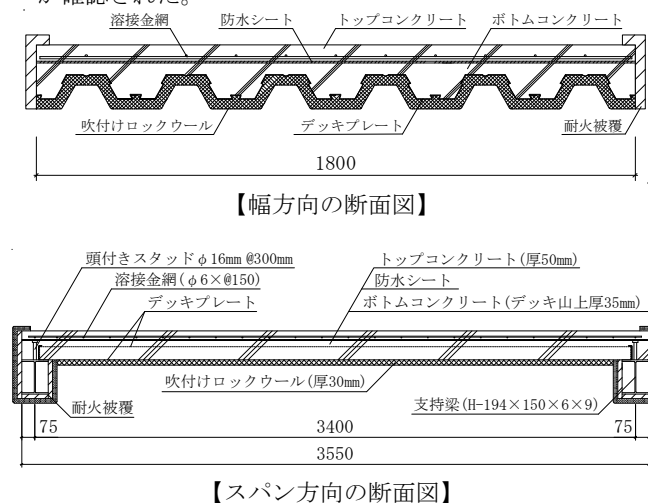 が確認された。
溶接金網 防水シート トップコンクリート ボトムコンクリート
吹付けロックウール デッキプレート 耐火被覆
1800
【幅方向の断面図】
頭付きスタッドφ16mm @300mm トップコンクリート(厚50mm)
溶接金網(φ6×@150) 防水シート
デッキプレート ボトムコンクリート(デッキ山上厚35mm)
吹付けロックウール(厚30mm)
耐火被覆 支持梁(H-194×150×6×9)
75 3400 75
3550
【スパン方向の断面図】